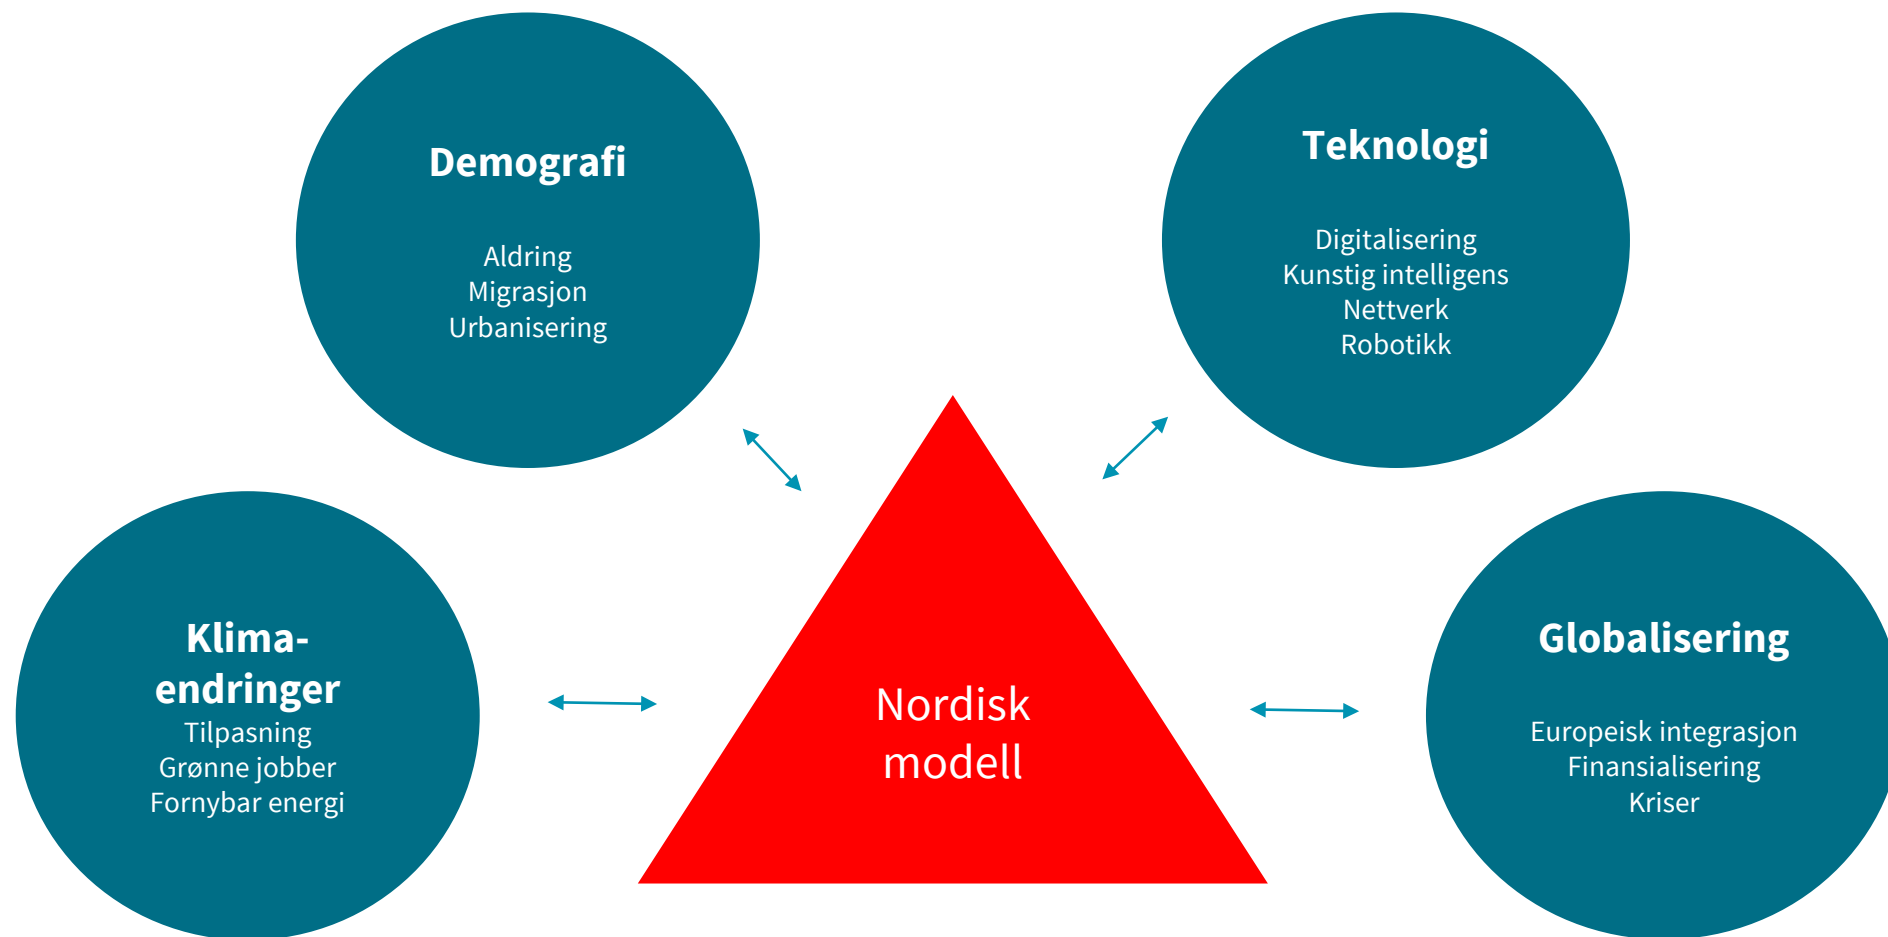 Demografi
Aldring
Migrasjon
Urbanisering
Teknologi
Digitalisering
Kunstig intelligens
Nettverk
Robotikk
Klima-
endringer
Tilpasning
Grønne jobber
Fornybar energi
Nordisk
modell
Globalisering
Europeisk integrasjon
Finansialisering
Kriser